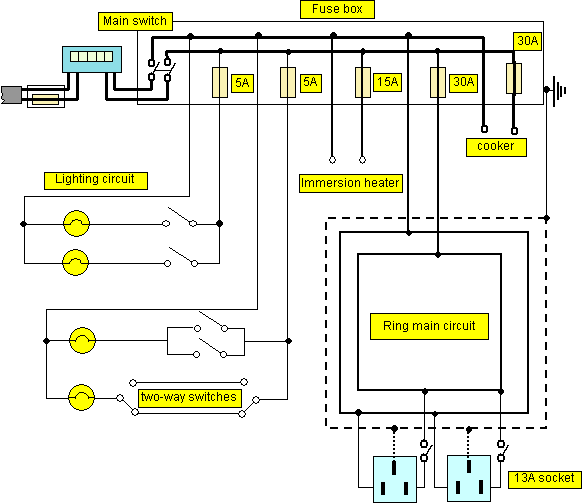 Fuse box
Main switch
30A
5A
5A
15A
30A
cooker
Lighting circuit
Immersion heater
Ring main circuit
two-way switches
13A socket